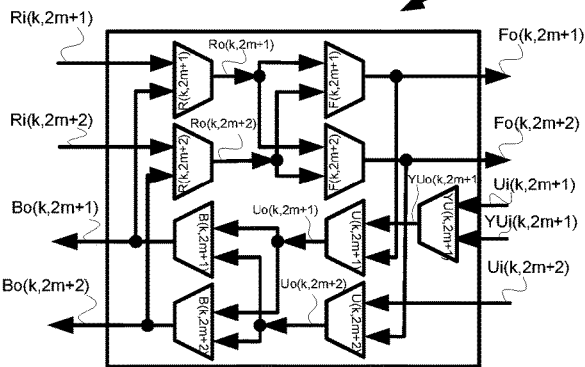 Ri(k,2m+1)
Ro(k,2m+1)
Fo(k,2m+1)
R(k,2m+1)
F(k,2m+1)
Ri(k,2m+2)
Ro(k,2m+2)
Fo(k,2m+2)
R(k,2m+2)
F(k,2m+2)
YUo(k,2m+1
Ui(k,2m+1)
Bo(k,2m+1)
Uo(k,2m+1)
B(k,2m+1)
U(k,2m+1)
YU(k,2m+1)
YUi(k,2m+1)
Ui(k,2m+2)
Bo(k,2m+2)
Uo(k,2m+2)
B(k,2m+2)
U(k,2m+2)